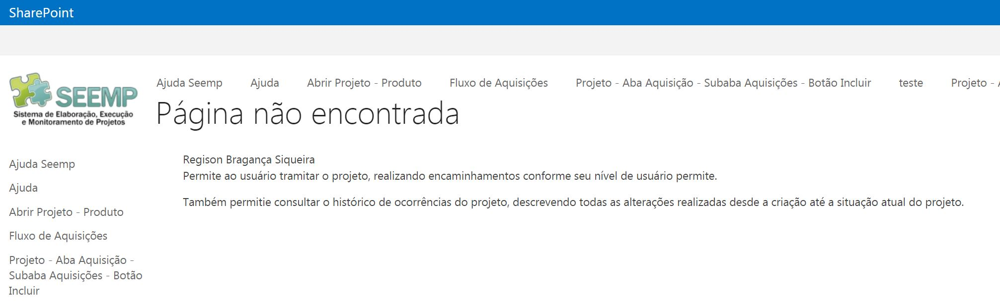 SharePoint
SEEMP
Sistema de Elaboração, Execução
e Monitoramento de Projetos
Ajuda Seemp Ajuda Abrir Projeto - Produto Fluxo de Aquisições Projeto - Aba Aquisição - Subaba Aquisições - Botão Incluir teste Projeto -
Página não encontrada
Ajuda Seemp
Ajuda
Abrir Projeto - Produto
Fluxo de Aquisições
Projeto - Aba Aquisição -
Subaba Aquisições - Botão
Incluir
Regison Bragança Siqueira
Permite ao usuário tramitar o projeto, realizando encaminhamentos conforme seu nível de usuário permite.
Também permitie consultar o histórico de ocorrências do projeto, descrevendo todas as alterações realizadas desde a criação até a situação atual do projeto.